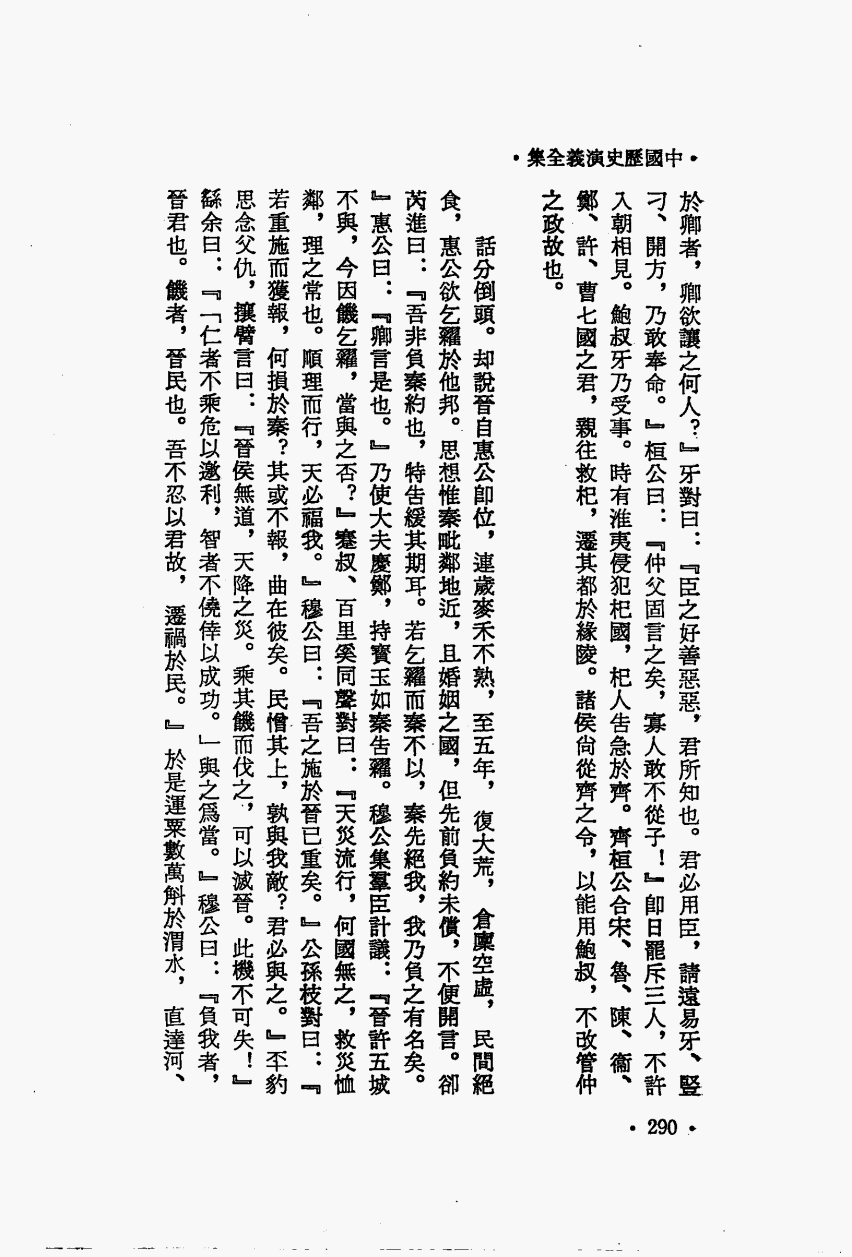 •中國歷史演義全集•
於卿者，卿欲讓之何人？』牙對曰：『臣之好善惡惡，君所知也。君必用臣，請遠易牙、豎
刁、開方，乃敢奉命。』桓公曰：『仲父固言之矣，寡人敢不從子！』卽日罷斥三人，不許
入朝相見。鮑叔牙乃受事。時有淮夷侵犯杞國，杞人告急於齊。齊桓公合宋、魯、陳、衞、
鄭、許、曹七國之君，親往救杞，遷其都於緣陵。諸侯尙從齊之令，以能用鮑叔，不改管仲
之政故也。
話分倒頭。却說晉自惠公卽位，連歲麥禾不熟，至五年，復大荒，倉廩空虛，民間絕
食，惠公欲乞糴於他邦。思想惟秦毗鄰地近，且婚姻之國，但先前負約未償，不便開言。卻
芮進曰：『吾非負秦約也，特告緩其期耳。若乞糴而秦不以，秦先絕我，我乃負之有名矣。
』惠公曰：『卿言是也。』乃使大夫慶鄭，持寶玉如秦告糴。穆公集羣臣計議：『晉許五城
不與，今因饑乞糴，當與之否？』蹇叔、百里奚同聲對曰：『天災流行，何國無之，救災恤
鄰，理之常也。順理而行，天必福我。』穆公曰：『吾之施於晉已重矣。』公孫枝對曰：『
若重施而獲報，何損於秦？其或不報，曲在彼矣。民憎其上，孰與我敵？君必與之。』丕豹
思念父仇，攘臂言曰：『晉侯無道，天降之災。乘其饑而伐之，可以滅晉。此機不可失！』
繇余曰：『「仁者不乘危以邀利，智者不僥倖以成功。」與之爲當。』穆公曰：『負我者，
晉君也。饑者，晉民也。吾不忍以君故，遷禍於民。』於是運粟數萬斛於渭水，直達河、
•290•